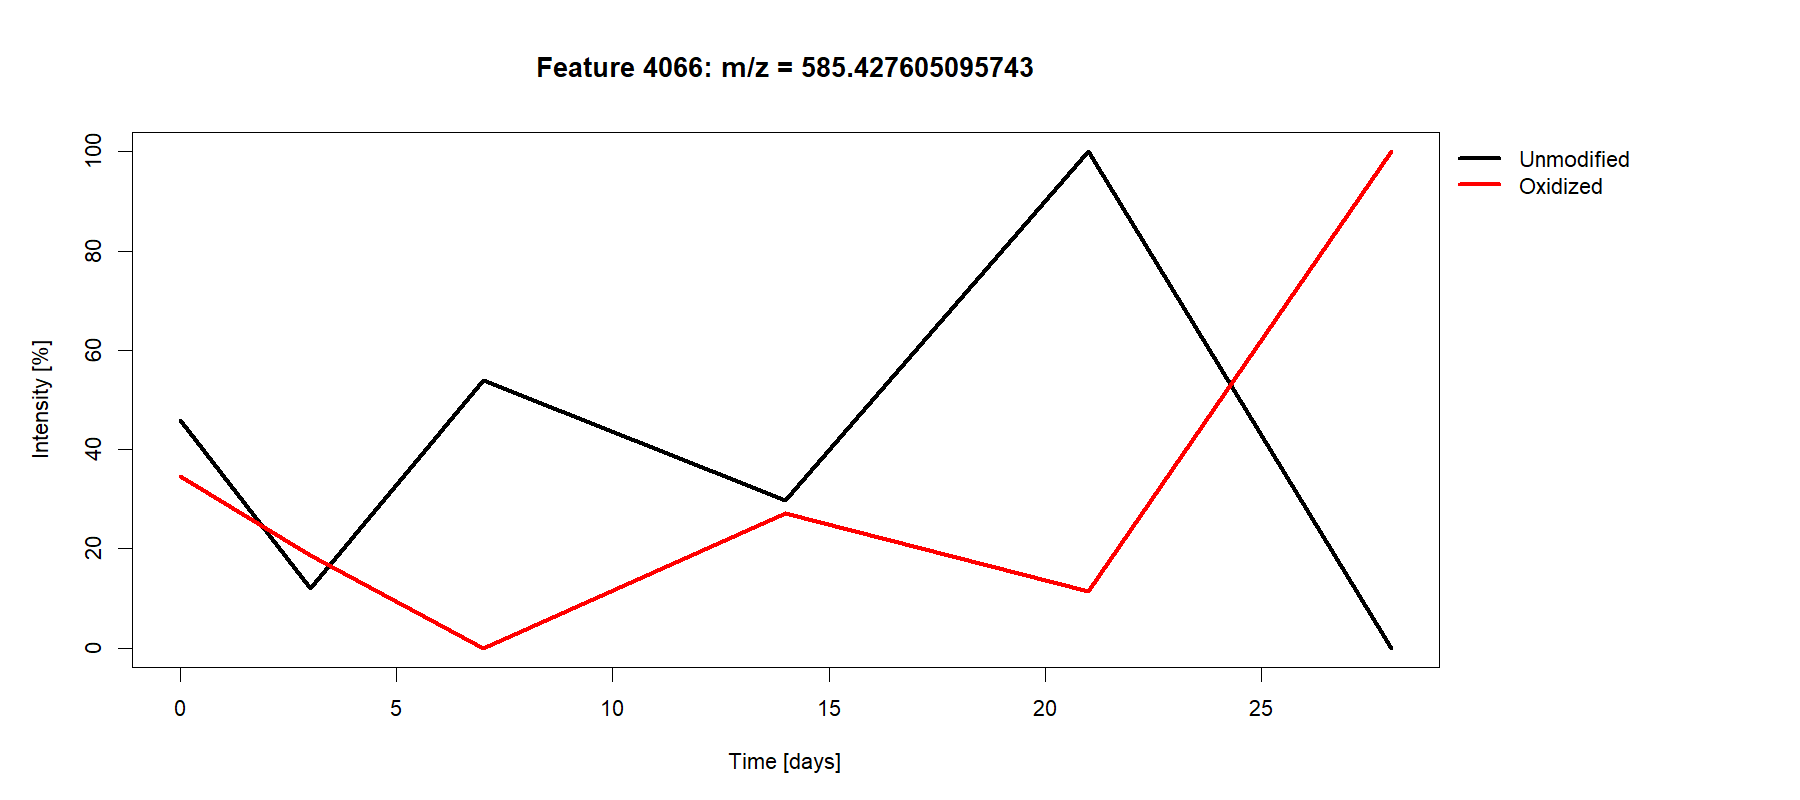 Feature 4066: m/z = 585.427605095743
Unmodified
Oxidized
Intensity [%]
100
80
60
40
20
0
0 5 10 15 20 25
Time [days]